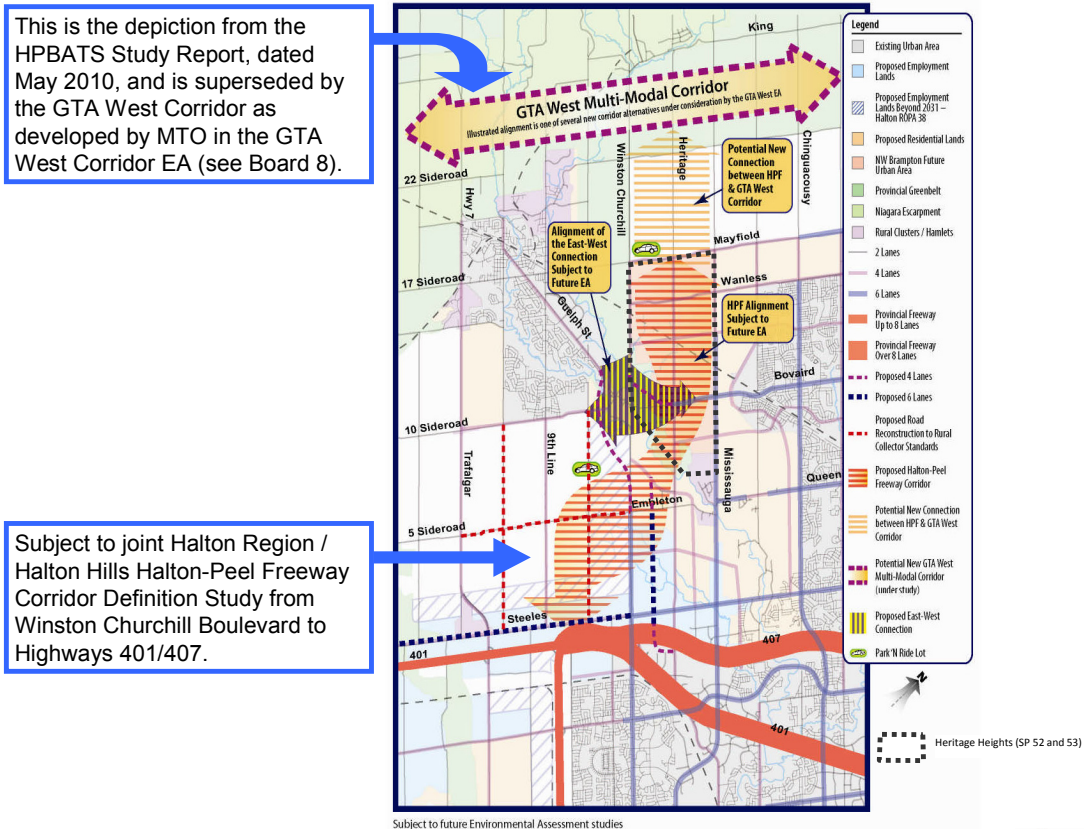 This is the depiction from the
HPBATS Study Report, dated
May 2010, and is superseded by
the GTA West Corridor as
developed by MTO in the GTA
West Corridor EA (see Board 8).
Subject to joint Halton Region /
Halton Hills Halton-Peel Freeway
Corridor Definition Study from
Winston Churchill Boulevard to
Highways 401/407.
King
GTA West Multi-Modal Corridor
Illustrated alignment is one of several new corridor alternatives under consideration by the GTA West EA
22 Sideroad
Hwy 7
Winston Churchill
Heritage
Chinguacousy
Potential New
Connection
between HPF
& GTA West
Corridor
Alignment of
the East-West
Connection
Subject to
Future EA
Mayfield
17 Sideroad
Wanless
Guelph St
HPF Alignment
Subject to
Future EA
Bovaird
10 Sideroad
Trafalgar
9th Line
Mississauga
Queen
5 Sideroad
Embleton
Steeles
401
407
401
Legend
Existing Urban Area
Proposed Employment
Lands
Proposed Employment
Lands Beyond 2031 –
Halton ROPA 38
Proposed Residential Lands
NW Brampton Future
Urban Area
Provincial Greenbelt
Niagara Escarpment
Rural Clusters / Hamlets
2 Lanes
4 Lanes
6 Lanes
Provincial Freeway
Up to 8 Lanes
Provincial Freeway
Over 8 Lanes
Proposed 4 Lanes
Proposed 6 Lanes
Proposed Road
Reconstruction to Rural
Collector Standards
Proposed Halton-Peel
Freeway Corridor
Potential New Connection
between HPF & GTA West
Corridor
Potential New GTA West
Multi-Modal Corridor
(under study)
Proposed East-West
Connection
Park 'N Ride Lot
N
Heritage Heights (SP 52 and 53)
Subject to future Environmental Assessment studies